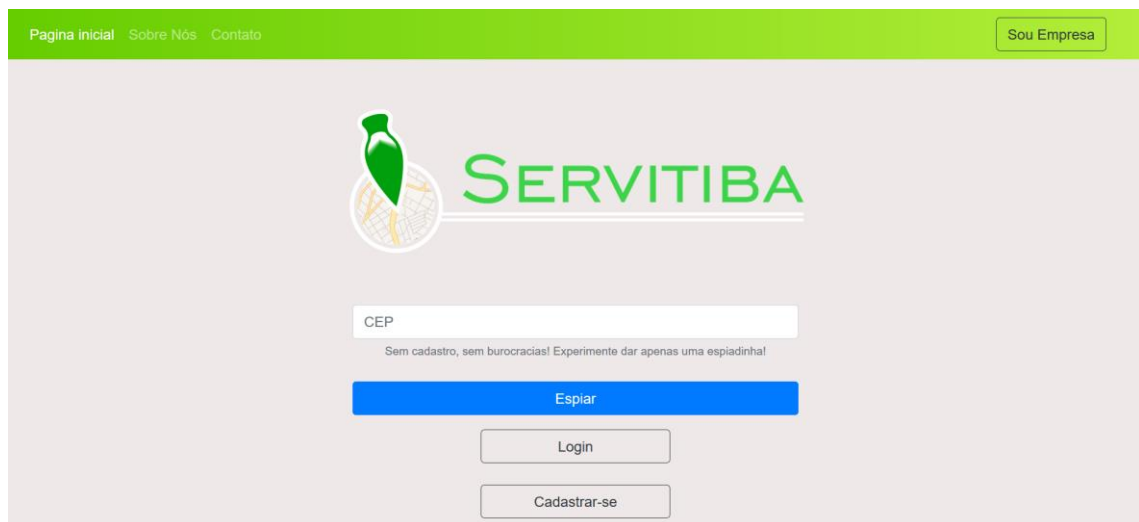 Pagina inicial Sobre Nós Contato Sou Empresa
SERVITIBA
CEP
Sem cadastro, sem burocracias! Experimente dar apenas uma espiadinha!
Espiar
Login
Cadastrar-se